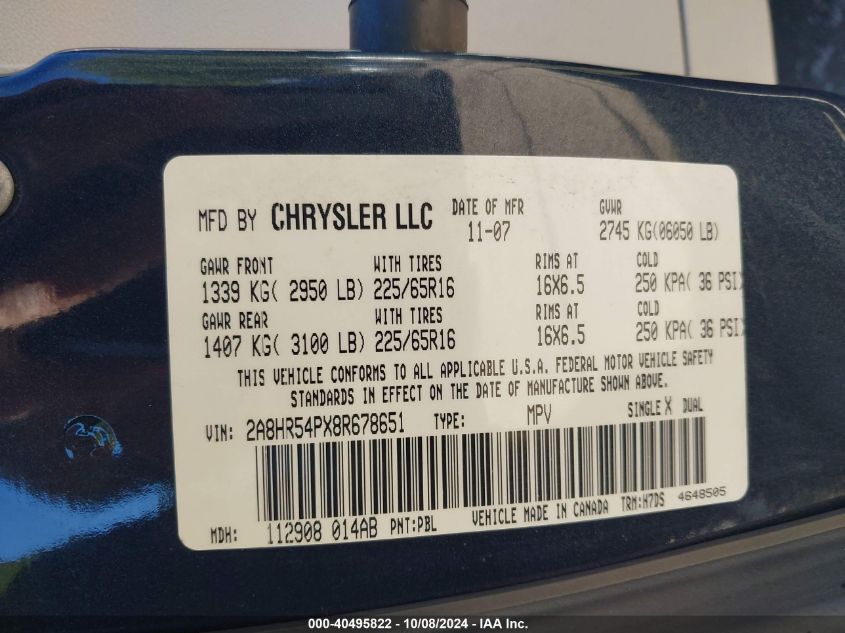 MFD BY CHRYSLER LLC DATE OF MFR GVWR
11-07 2745 KG(06050 LB)
GAWR FRONT WITH TIRES RIMS AT COLD
1339 KG( 2950 LB) 225/65R16 16X6.5 250 KPA( 36 PSI)
GAWR REAR WITH TIRES RIMS AT COLD
1407 KG( 3100 LB) 225/65R16 16X6.5 250 KPA( 36 PSI)
THIS VEHICLE CONFORMS TO ALL APPLICABLE U.S.A. FEDERAL MOTOR VEHICLE SAFETY
STANDARDS IN EFFECT ON THE DATE OF MANUFACTURE SHOWN ABOVE.
VIN: 2A8HR54PX8R678651 TYPE: MPV SINGLE X DUAL
MDH: 112908 014AB PNT:PBL VEHICLE MADE IN CANADA TRM:H7DS 4648505
000-40495822 - 10/08/2024 - IAA Inc.